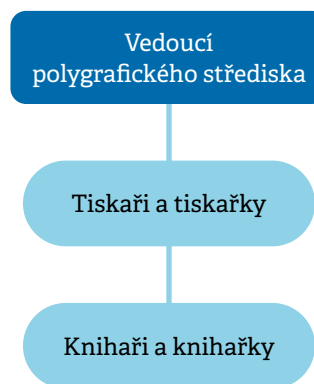 Vedoucí
polygrafického střediska
Tiskaři a tiskařky
Knihaři a knihařky